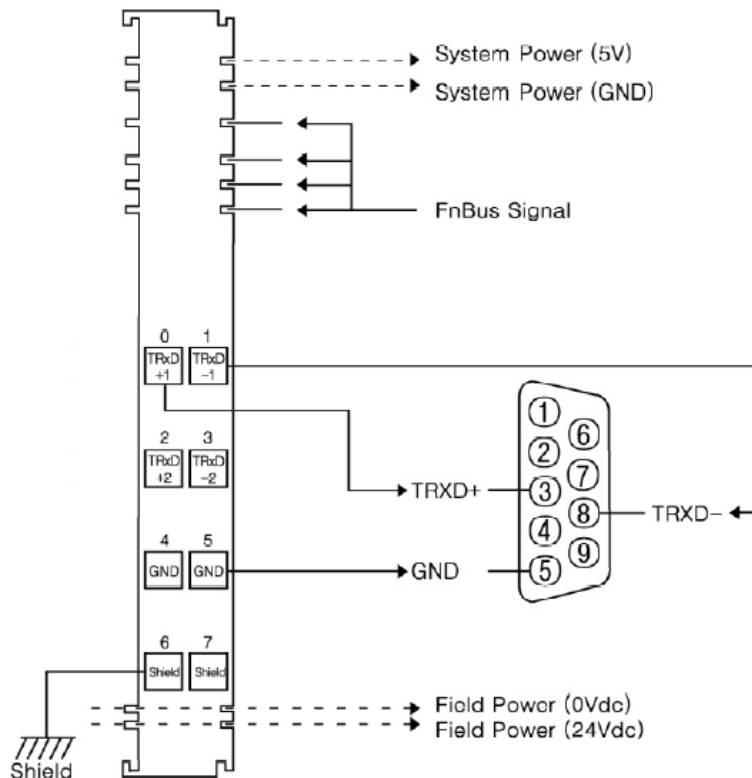 System Power (5V)
System Power (GND)
FnBus Signal
0 1
TRxD
+1
TRxD
-1
1
6
2
2 3
TRxD
+2
TRxD
-2
7
TRXD+
3
8
TRXD-
4
4 5
GND
GND
9
GND
5
6 7
Shield
Shield
Field Power (0Vdc)
Field Power (24Vdc)
Shield